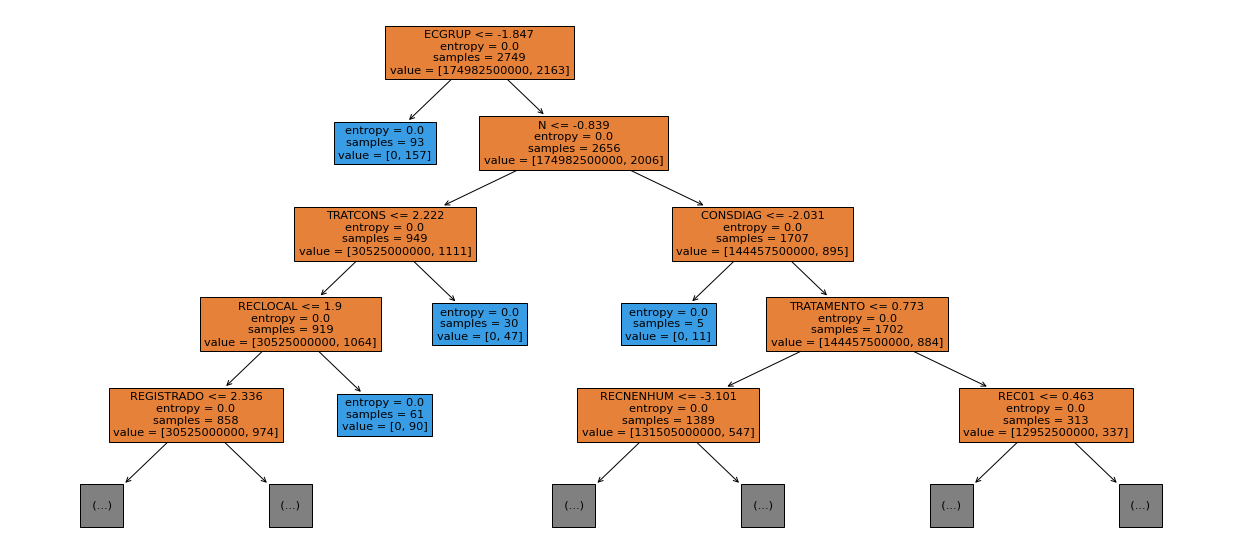 ECGRUP <= -1.847
entropy = 0.0
samples = 2749
value = [174982500000, 2163]
entropy = 0.0
samples = 93
value = [0, 157]
N <= -0.839
entropy = 0.0
samples = 2656
value = [174982500000, 2006]
TRATCONS <= 2.222
entropy = 0.0
samples = 949
value = [30525000000, 1111]
CONSDIAG <= -2.031
entropy = 0.0
samples = 1707
value = [144457500000, 895]
RECLOCAL <= 1.9
entropy = 0.0
samples = 919
value = [30525000000, 1064]
entropy = 0.0
samples = 30
value = [0, 47]
entropy = 0.0
samples = 5
value = [0, 11]
TRATAMENTO <= 0.773
entropy = 0.0
samples = 1702
value = [144457500000, 884]
REGISTRADO <= 2.336
entropy = 0.0
samples = 858
value = [30525000000, 974]
entropy = 0.0
samples = 61
value = [0, 90]
RECNENHUM <= -3.101
entropy = 0.0
samples = 1389
value = [131505000000, 547]
REC01 <= 0.463
entropy = 0.0
samples = 313
value = [12952500000, 337]
(...)
(...)
(...)
(...)
(...)
(...)